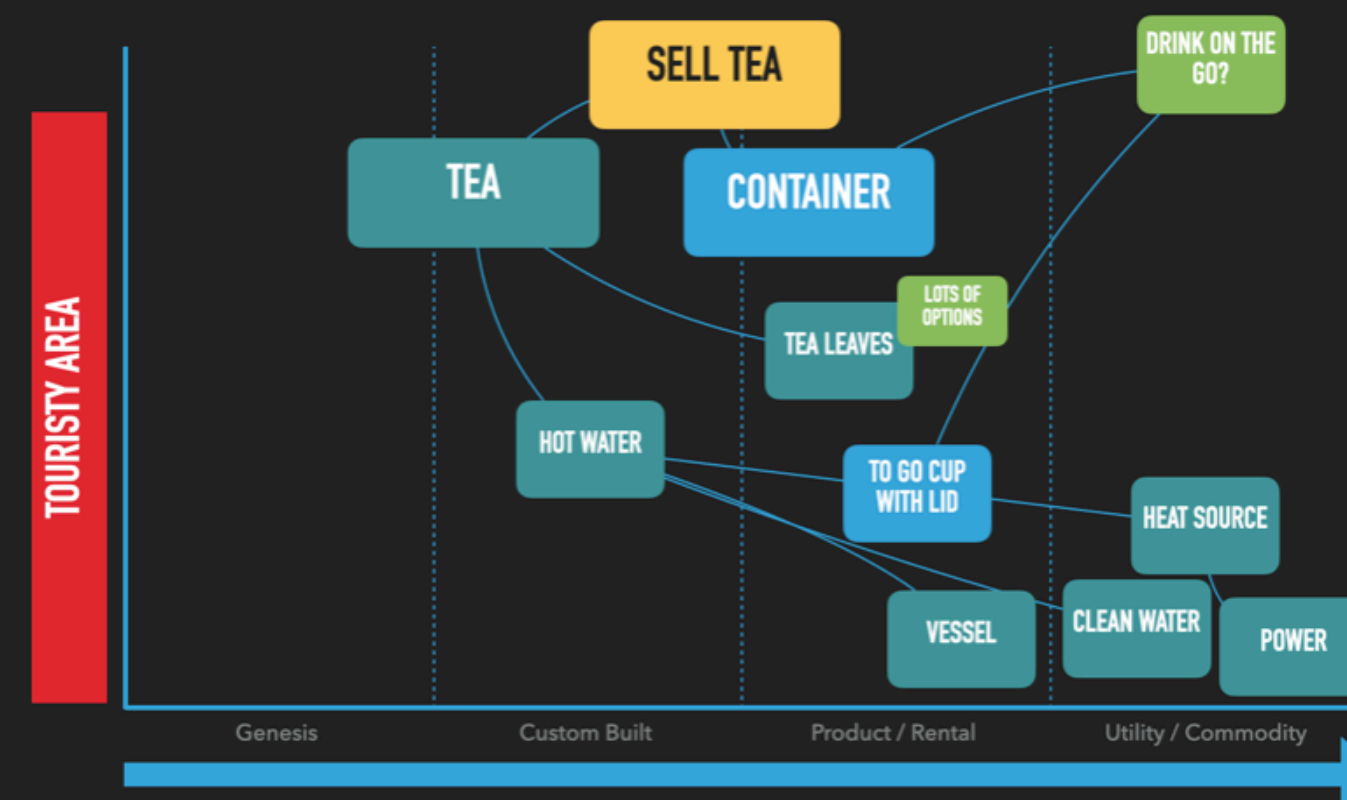 SELL TEA
DRINK ON THE
GO?
TEA
CONTAINER
LOTS OF
OPTIONS
TEA LEAVES
HOT WATER
TO GO CUP
WITH LID
HEAT SOURCE
VESSEL
CLEAN WATER
POWER
TOURISTY AREA
Genesis
Custom Built
Product / Rental
Utility / Commodity